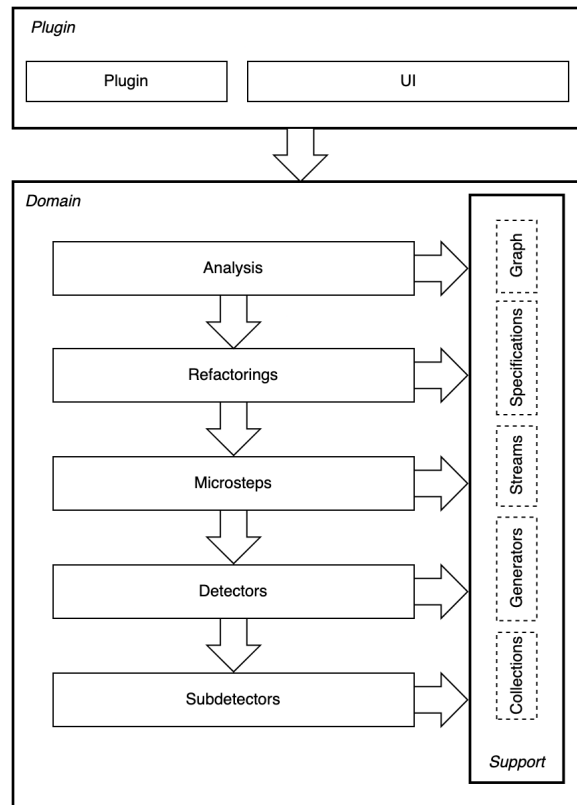 Plugin
Plugin
UI
Domain
Analysis
Refactorings
Microsteps
Detectors
Subdetectors
Graph
Specifications
Streams
Generators
Collections
Support